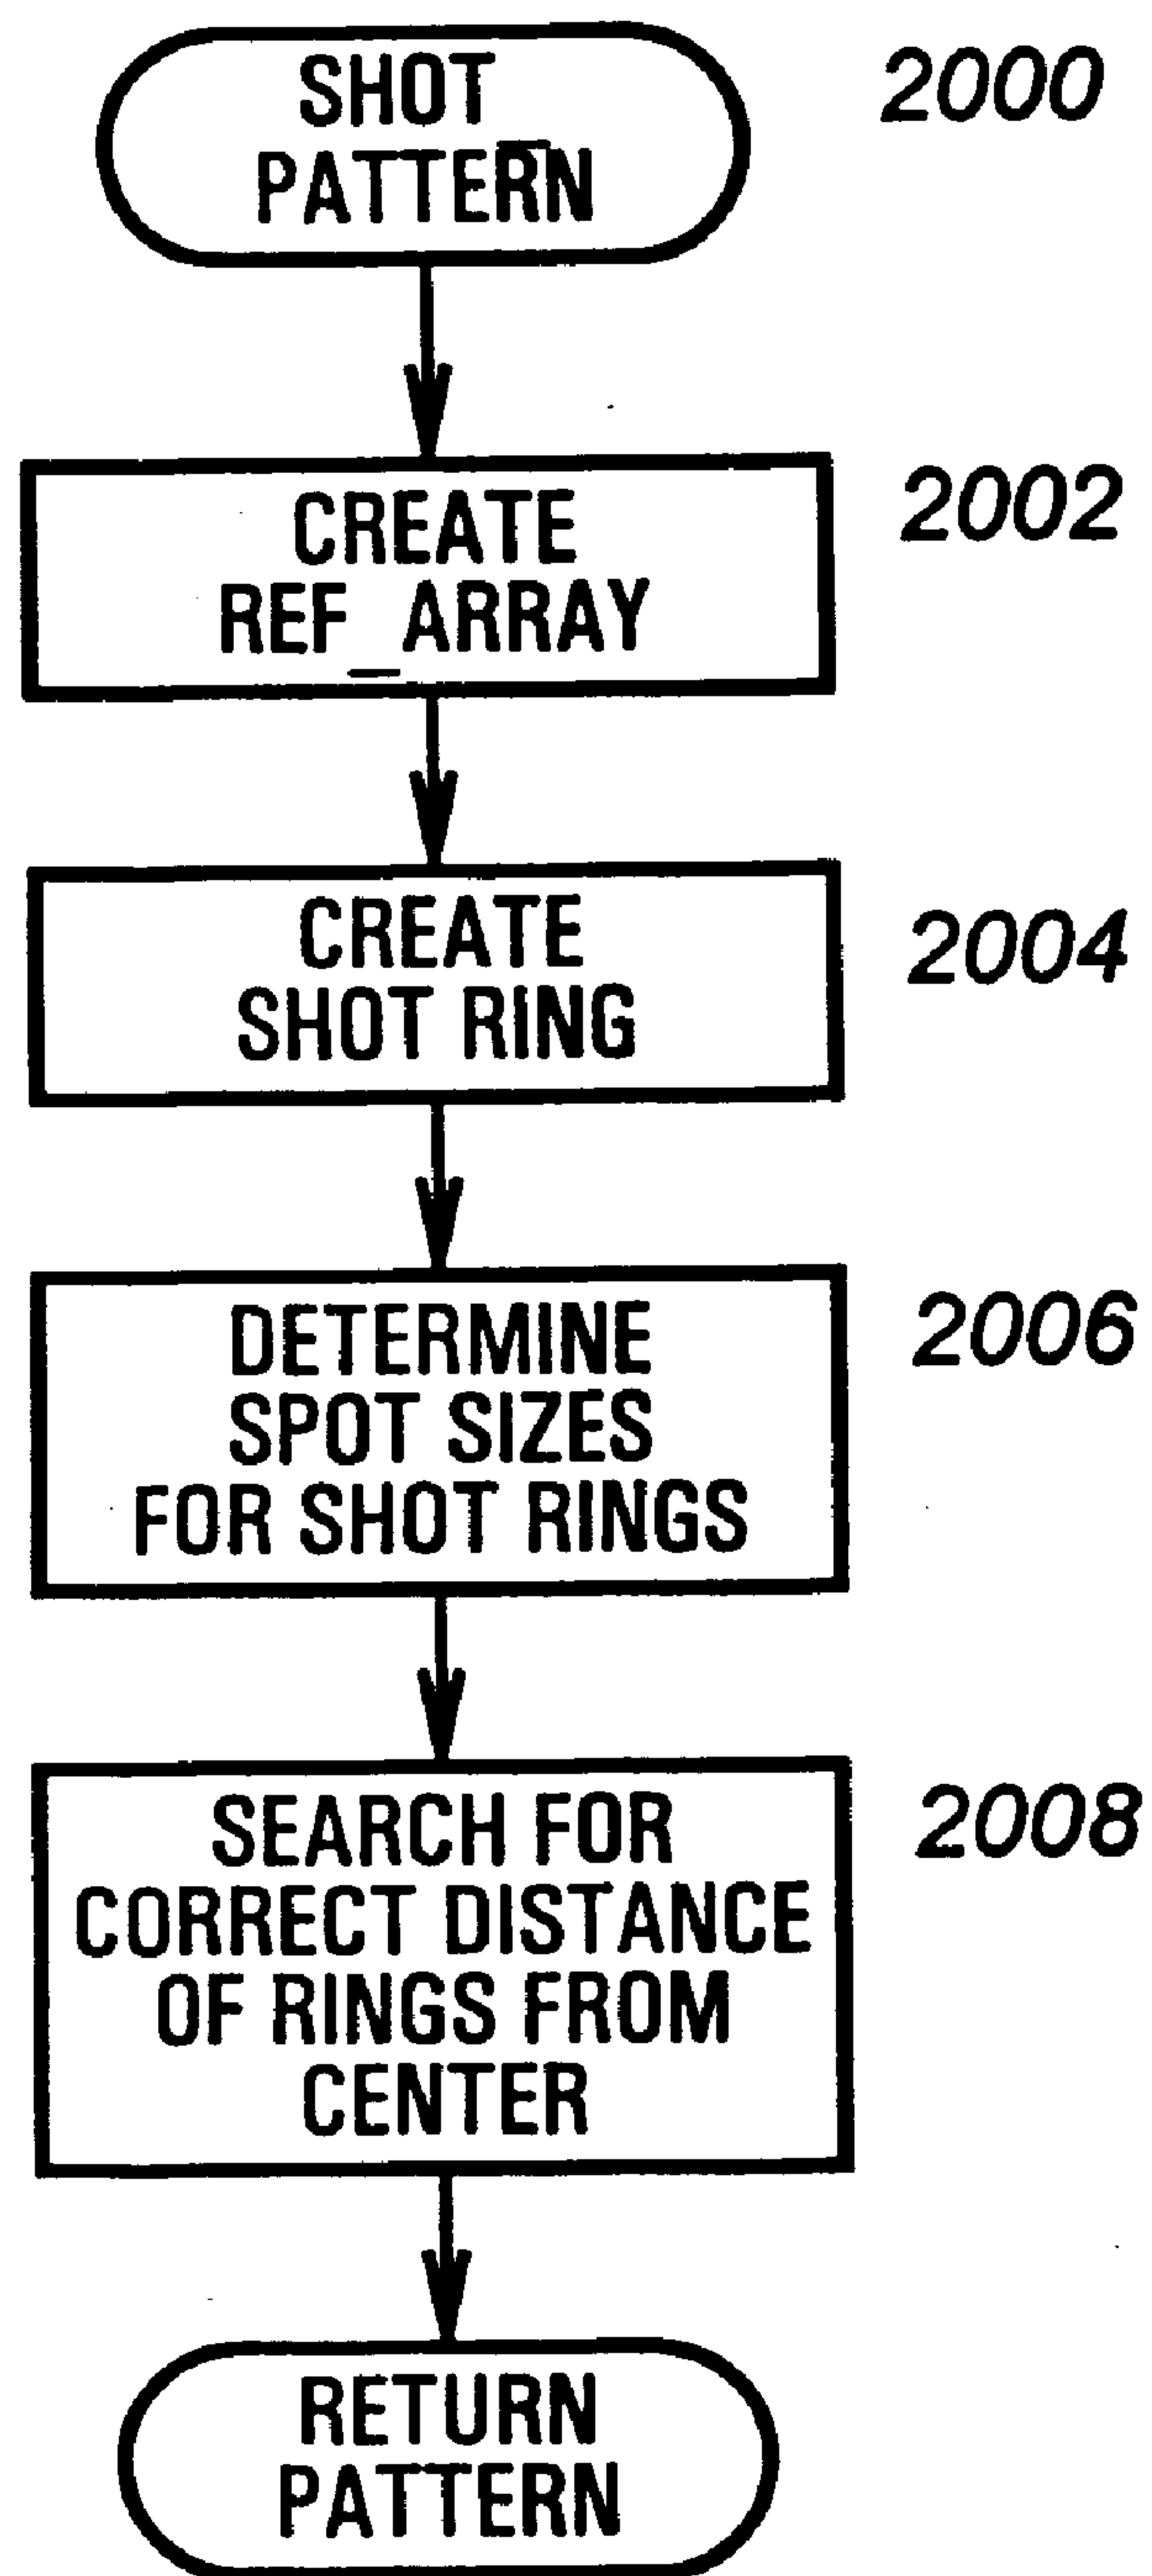 SHOT_
PATTERN
2000
CREATE
REF_ARRAY
2002
CREATE
SHOT RING
2004
DETERMINE
SPOT SIZES
FOR SHOT RINGS
2006
SEARCH FOR
CORRECT DISTANCE
OF RINGS FROM
CENTER
2008
RETURN
PATTERN